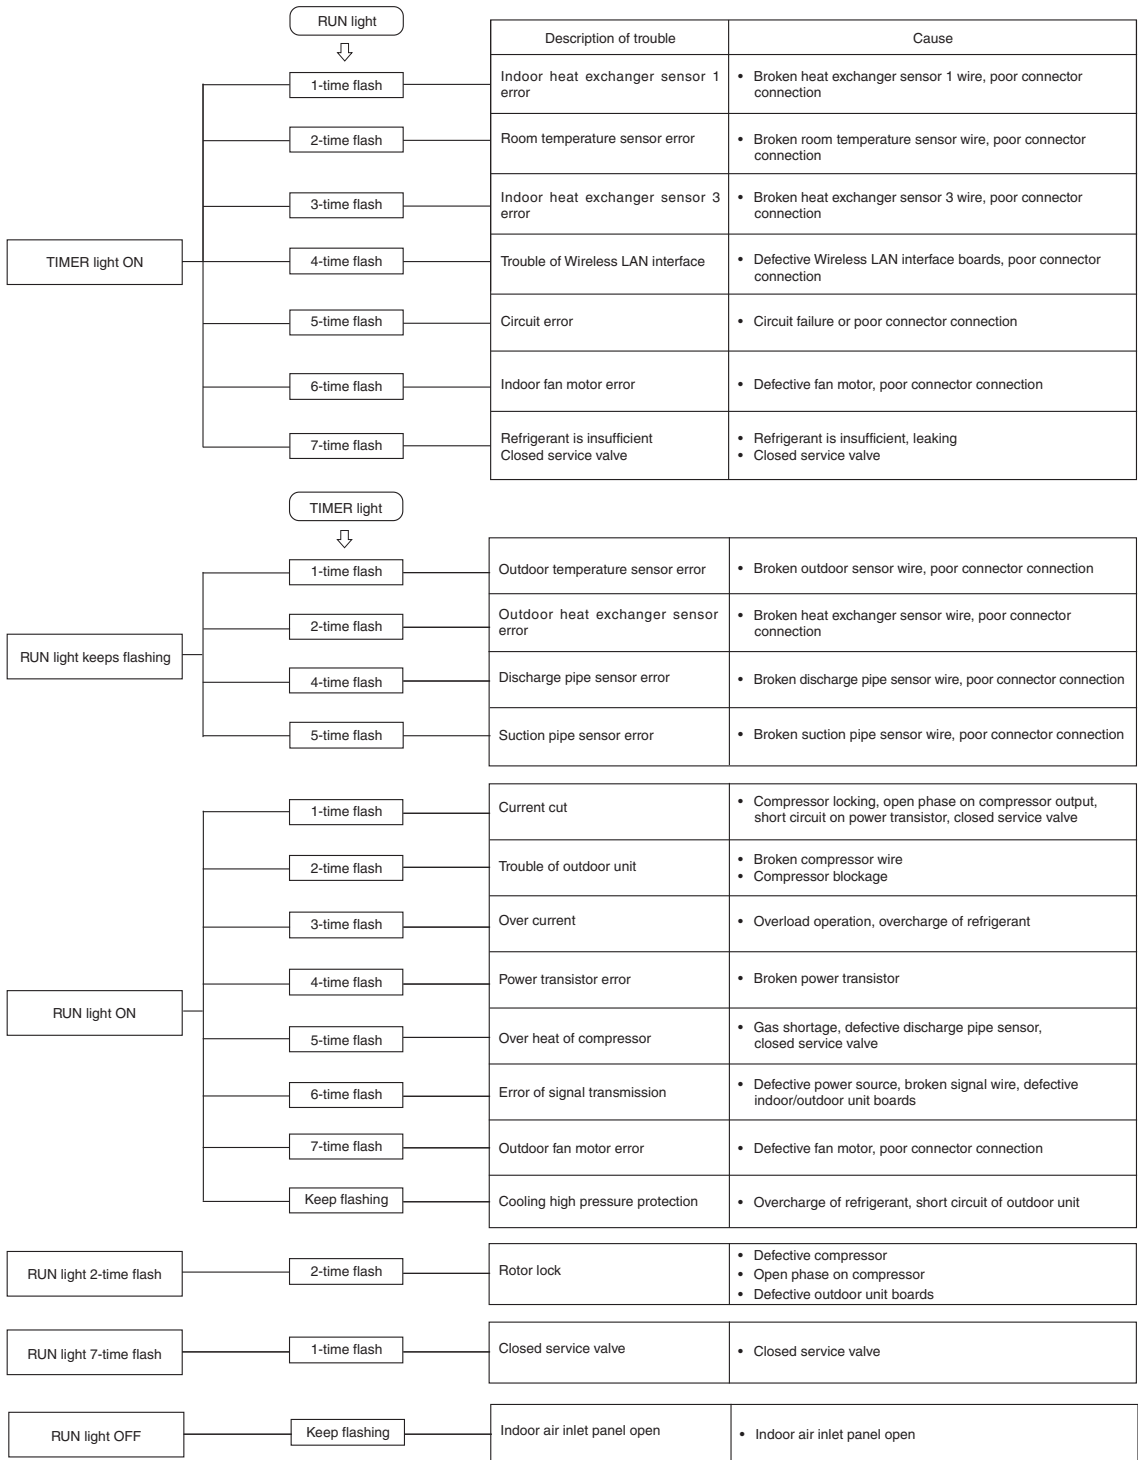 RUN light
Description of trouble
Cause
1-time flash
Indoor heat exchanger sensor 1
error
• Broken heat exchanger sensor 1 wire, poor connector
connection
2-time flash
Room temperature sensor error
• Broken room temperature sensor wire, poor connector
connection
3-time flash
Indoor heat exchanger sensor 3
error
• Broken heat exchanger sensor 3 wire, poor connector
connection
TIMER light ON
4-time flash
Trouble of Wireless LAN interface
• Defective Wireless LAN interface boards, poor connector
connection
5-time flash
Circuit error
• Circuit failure or poor connector connection
6-time flash
Indoor fan motor error
• Defective fan motor, poor connector connection
7-time flash
Refrigerant is insufficient
Closed service valve
• Refrigerant is insufficient, leaking
• Closed service valve
TIMER light
1-time flash
Outdoor temperature sensor error
• Broken outdoor sensor wire, poor connector connection
2-time flash
Outdoor heat exchanger sensor
error
• Broken heat exchanger sensor wire, poor connector
connection
RUN light keeps flashing
4-time flash
Discharge pipe sensor error
• Broken discharge pipe sensor wire, poor connector connection
5-time flash
Suction pipe sensor error
• Broken suction pipe sensor wire, poor connector connection
1-time flash
Current cut
• Compressor locking, open phase on compressor output,
short circuit on power transistor, closed service valve
2-time flash
Trouble of outdoor unit
• Broken compressor wire
• Compressor blockage
3-time flash
Over current
• Overload operation, overcharge of refrigerant
4-time flash
Power transistor error
• Broken power transistor
RUN light ON
5-time flash
Over heat of compressor
• Gas shortage, defective discharge pipe sensor,
closed service valve
6-time flash
Error of signal transmission
• Defective power source, broken signal wire, defective
indoor/outdoor unit boards
7-time flash
Outdoor fan motor error
• Defective fan motor, poor connector connection
Keep flashing
Cooling high pressure protection
• Overcharge of refrigerant, short circuit of outdoor unit
RUN light 2-time flash
2-time flash
Rotor lock
• Defective compressor
• Open phase on compressor
• Defective outdoor unit boards
RUN light 7-time flash
1-time flash
Closed service valve
• Closed service valve
RUN light OFF
Keep flashing
Indoor air inlet panel open
• Indoor air inlet panel open